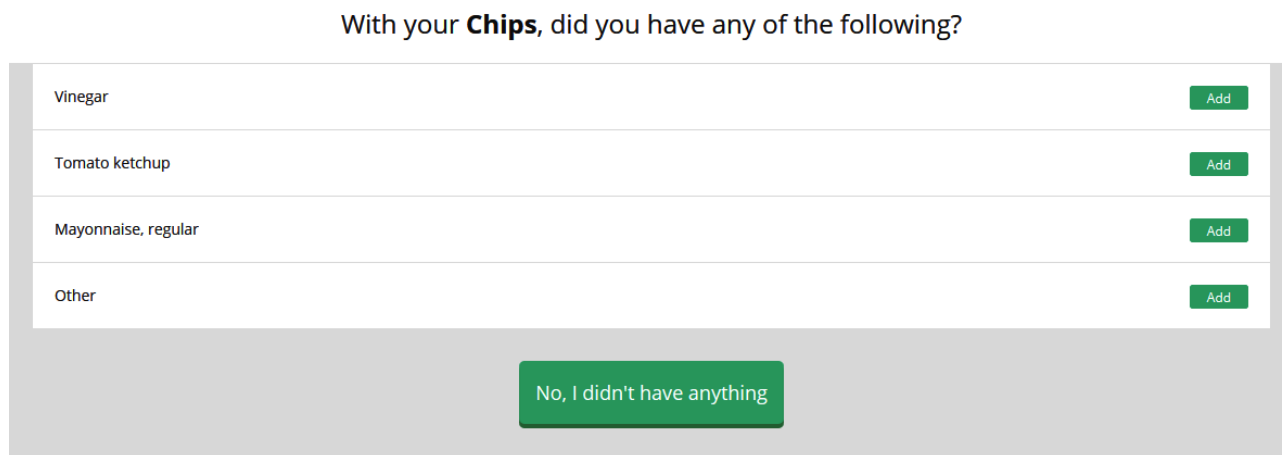 With your Chips, did you have any of the following?
Vinegar Add
Tomato ketchup Add
Mayonnaise, regular Add
Other Add
No, I didn't have anything